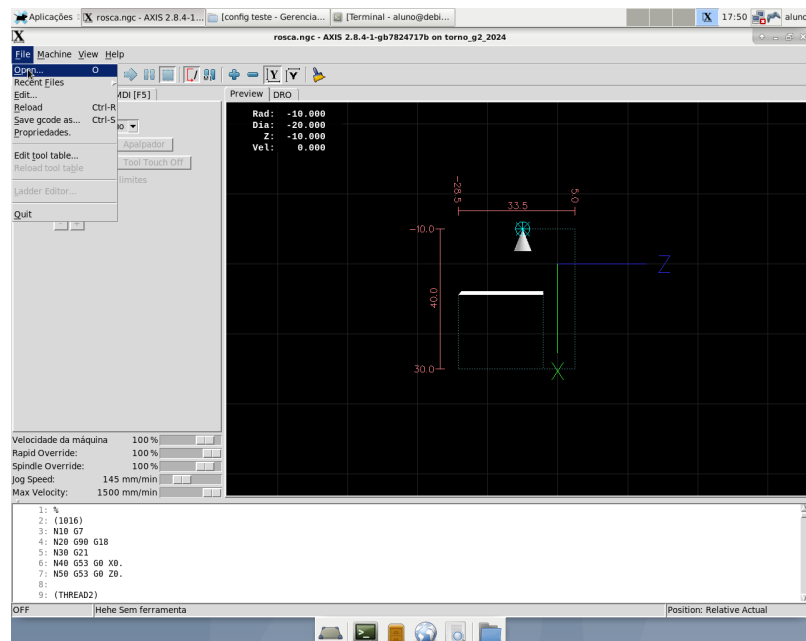 Aplicações
rosca.ngc - AXIS 2.8.4-1...
[config teste - Gerencia...
[Terminal - aluno@debi...
17:50
aluno
rosca.ngc - AXIS 2.8.4-1-gb7824717b on torno_g2_2024
File Machine View Help
Open... O
Recent Files
Edit...
Reload Ctrl-R
Save gcode as... Ctrl-S
Propriedades.
Edit tool table...
Reload tool table
Ladder Editor...
Quit
MDI [F5]
Apalpador
Tool Touch Off
limites
Preview DRO
Rad: -10.000
Dia: -20.000
Z: -10.000
Vel: 0.000
-28.5
33.5
5.0
-10.0
40.0
30.0
Z
X
Velocidade da máquina 100 %
Rapid Override: 100 %
Spindle Override: 100 %
Jog Speed: 145 mm/min
Max Velocity: 1500 mm/min
1: %
2: (1016)
3: N10 G7
4: N20 G90 G18
5: N30 G21
6: N40 G53 G0 X0.
7: N50 G53 G0 Z0.
8:
9: (THREAD2)
OFF
Hehe Sem ferramenta
Position: Relative Actual